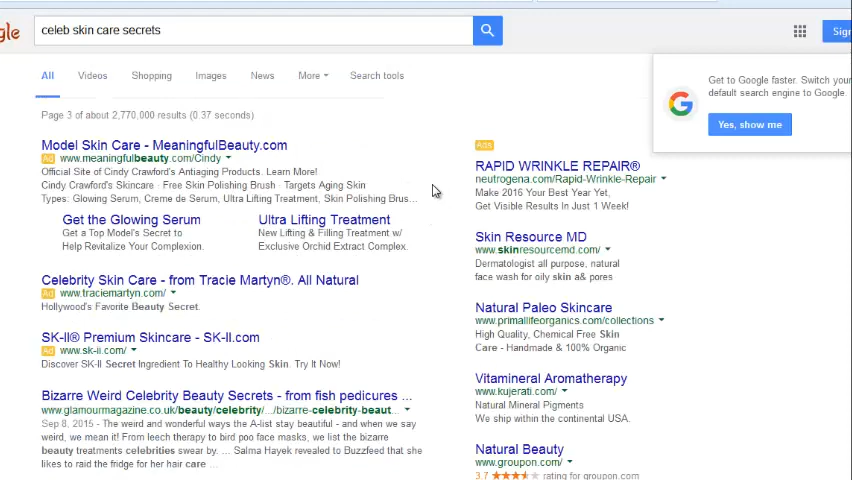 gle
celeb skin care secrets
Sign
All Videos Shopping Images News More Search tools
Page 3 of about 2,770,000 results (0.37 seconds)
Model Skin Care - MeaningfulBeauty.com
Ad www.meaningfulbeauty.com/Cindy
Official Site of Cindy Crawford's Antiaging Products. Learn More!
Cindy Crawford's Skincare · Free Skin Polishing Brush · Targets Aging Skin
Types: Glowing Serum, Creme de Serum, Ultra Lifting Treatment, Skin Polishing Brus...
Get the Glowing Serum
Get a Top Model's Secret to
Help Revitalize Your Complexion.
Ultra Lifting Treatment
New Lifting & Filling Treatment w/
Exclusive Orchid Extract Complex.
Celebrity Skin Care - from Tracie Martyn®. All Natural
Ad www.traciemartyn.com/
Hollywood's Favorite Beauty Secret.
SK-II® Premium Skincare - SK-II.com
Ad www.sk-ii.com/
Discover SK-II Secret Ingredient To Healthy Looking Skin. Try It Now!
Bizarre Weird Celebrity Beauty Secrets - from fish pedicures ...
www.glamourmagazine.co.uk/beauty/celebrity/.../bizarre-celebrity-beaut...
Sep 8, 2015 - The weird and wonderful ways the A-list stay beautiful - and when we say
weird, we mean it! From leech therapy to bird poo face masks, we list the bizarre
beauty treatments celebrities swear by. ... Salma Hayek revealed to Buzzfeed that she
likes to raid the fridge for her hair care ...
Get to Google faster. Switch your
default search engine to Google.
Yes, show me
Ads
RAPID WRINKLE REPAIR®
neutrogena.com/Rapid-Wrinkle-Repair
Make 2016 Your Best Year Yet,
Get Visible Results In Just 1 Week!
Skin Resource MD
www.skinresourcemd.com/
Dermatologist all purpose, natural
face wash for oily skin a& pores
Natural Paleo Skincare
www.primallifeorganics.com/collections
High Quality, Chemical Free Skin
Care - Handmade & 100% Organic
Vitamineral Aromatherapy
www.kujerati.com/
Natural Mineral Pigments
We ship within the continental USA.
Natural Beauty
www.groupon.com/
3.7 rating for groupon.com